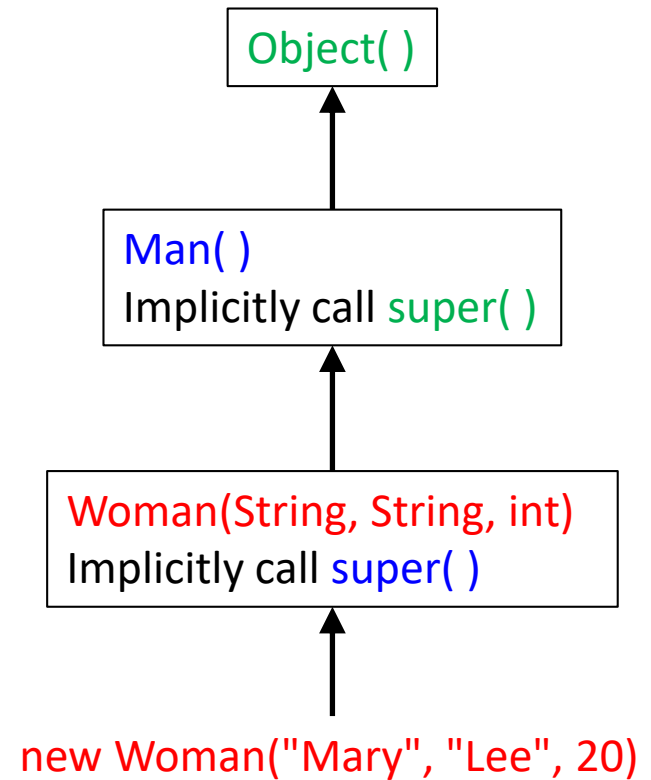 Object( )
Man( )
Implicitly call super( )
Woman(String, String, int)
Implicitly call super( )
new Woman("Mary", "Lee", 20)